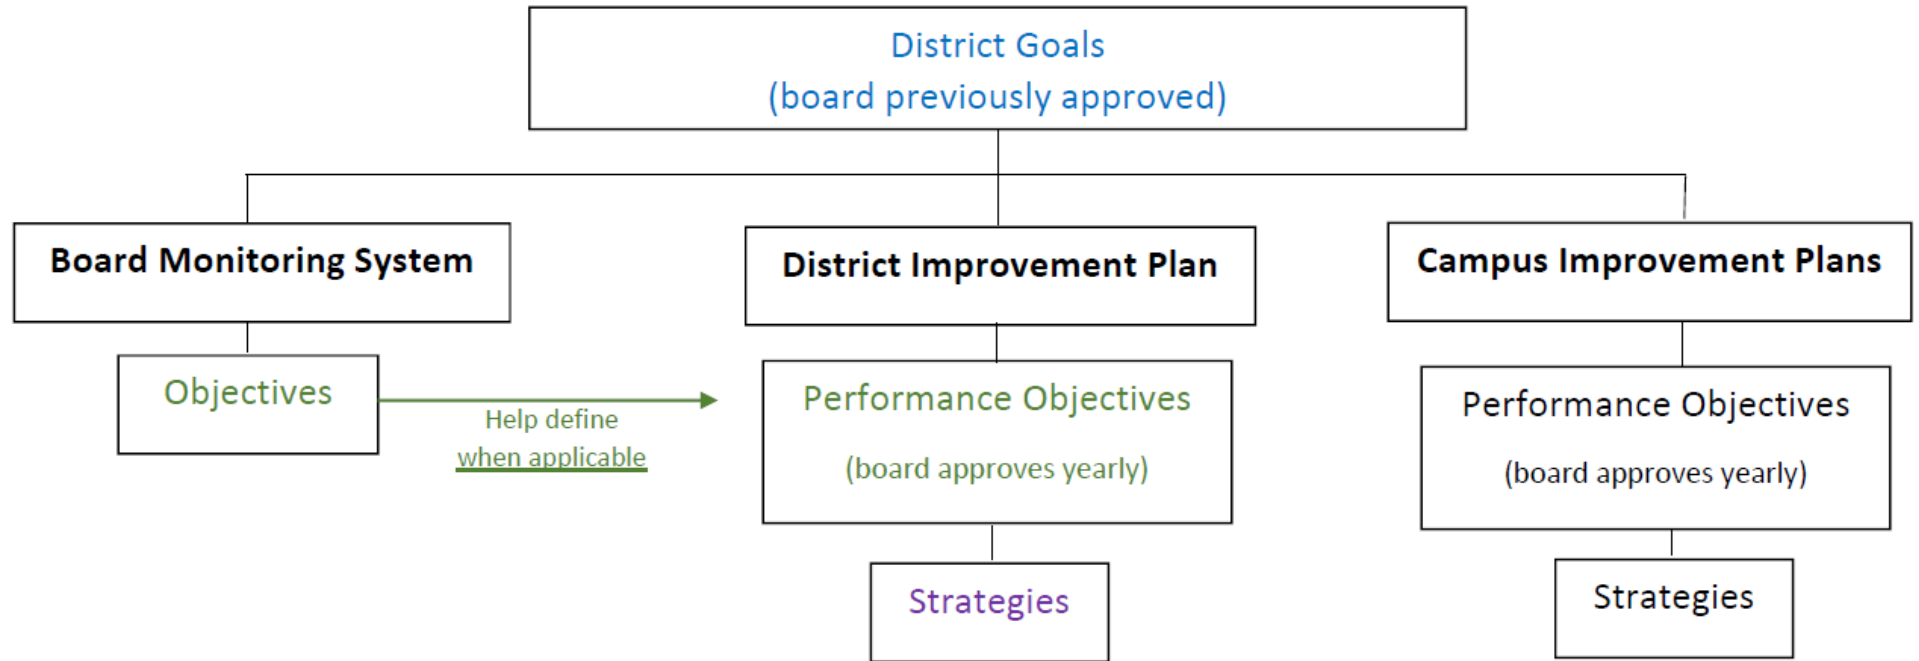 District Goals
(board previously approved)
Board Monitoring System
District Improvement Plan
Campus Improvement Plans
Objectives
Help define
when applicable
Performance Objectives
(board approves yearly)
Performance Objectives
(board approves yearly)
Strategies
Strategies